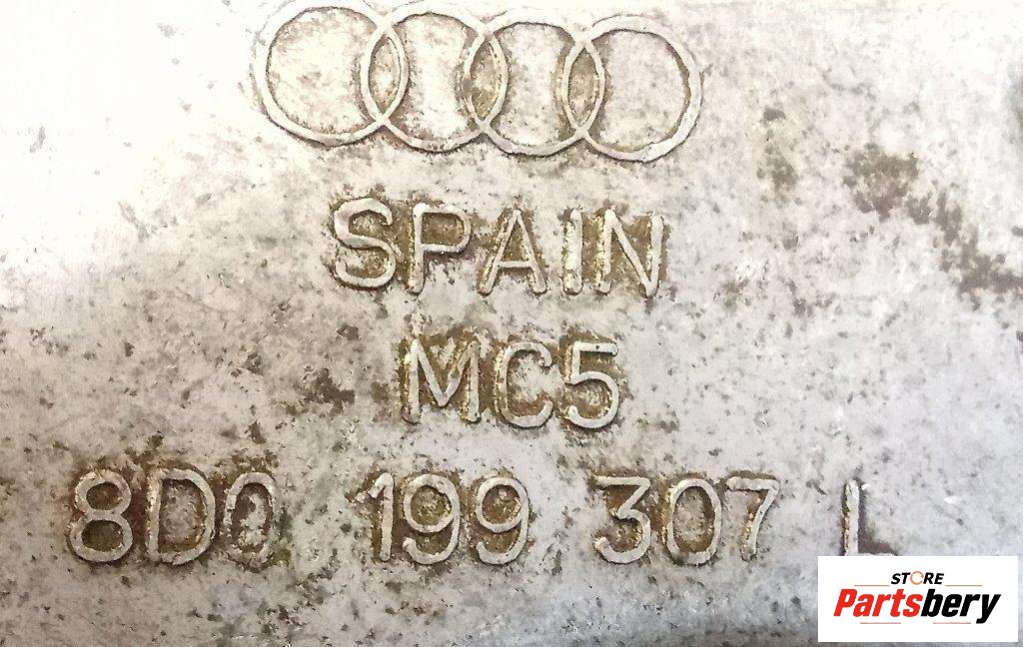 SPAIN
MC5
8D0 199 307 L
STORE
Partsbery